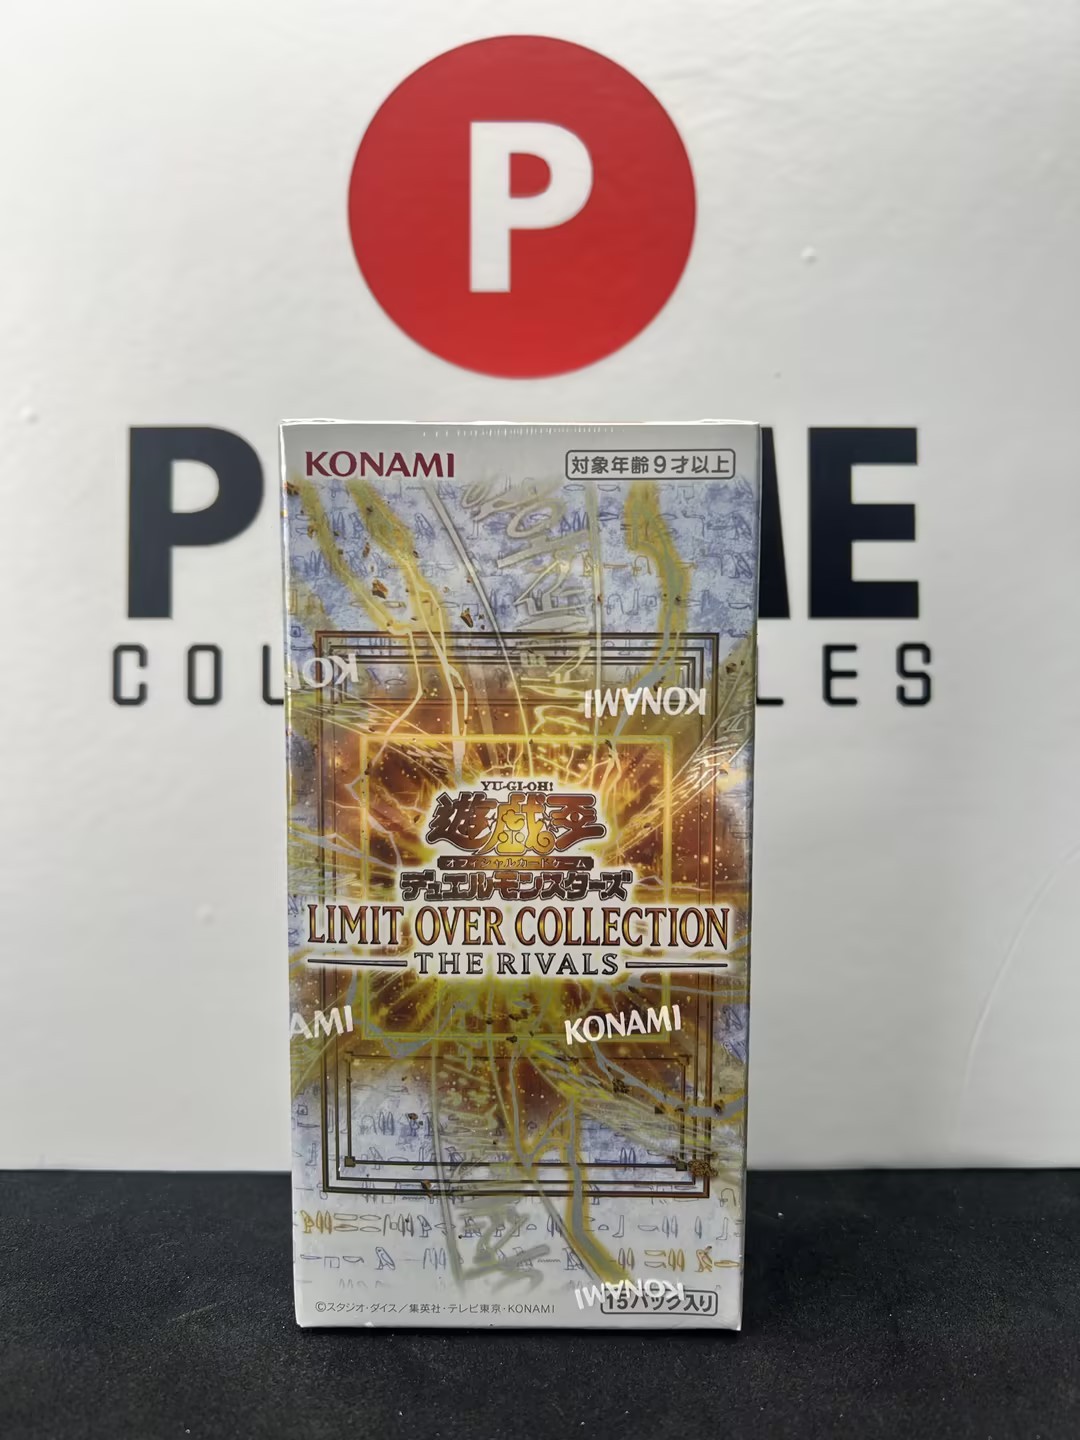 P
P ME
COL LES
KONAMI
対象年齢9才以上
KO
KONAMI
YU-GI-OH!
遊戯王
オフィシャルカードゲーム
デュエルモンスターズ
LIMIT OVER COLLECTION
THE RIVALS
AMI
KONAMI
KONAMI
15パック入り
©スタジオ・ダイス/集英社・テレビ東京・KONAMI